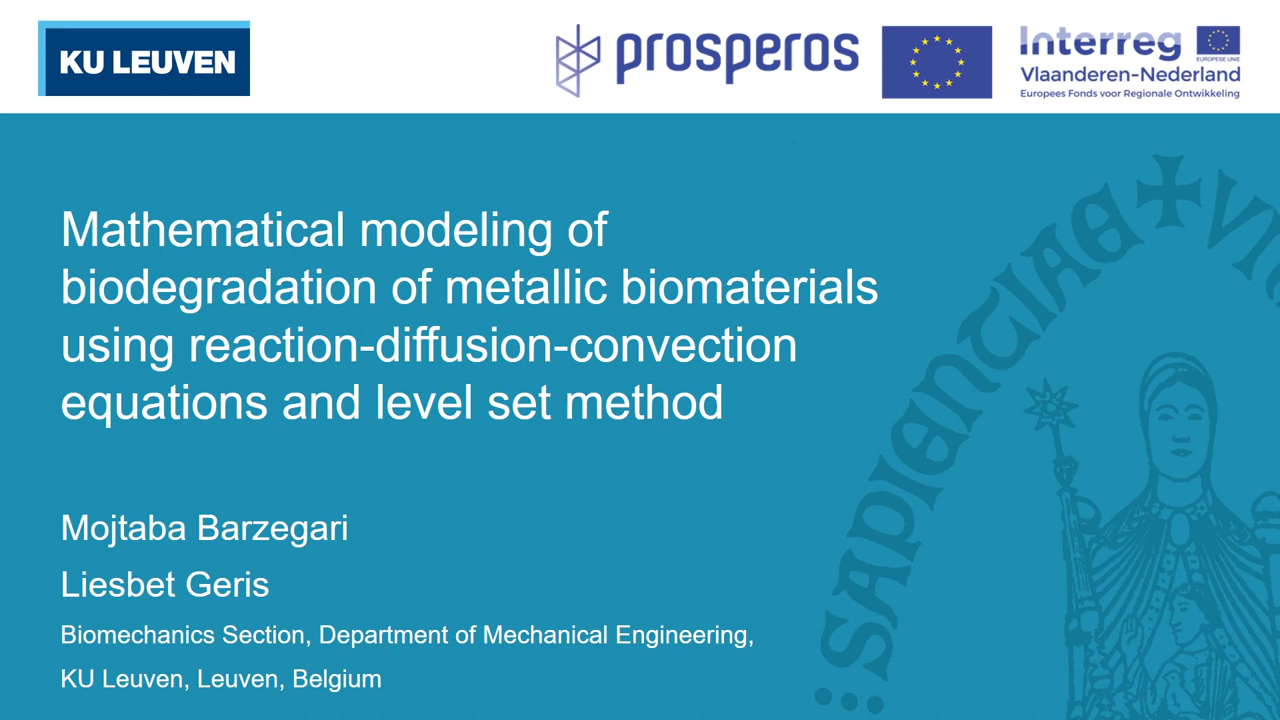 KU LEUVEN
prosperos
Interreg
EUROPESE UNIE
Vlaanderen-Nederland
Europees Fonds voor Regionale Ontwikkeling
Mathematical modeling of
biodegradation of metallic biomaterials
using reaction-diffusion-convection
equations and level set method
Mojtaba Barzegari
Liesbet Geris
Biomechanics Section, Department of Mechanical Engineering,
KU Leuven, Leuven, Belgium
SAPIENTIAE